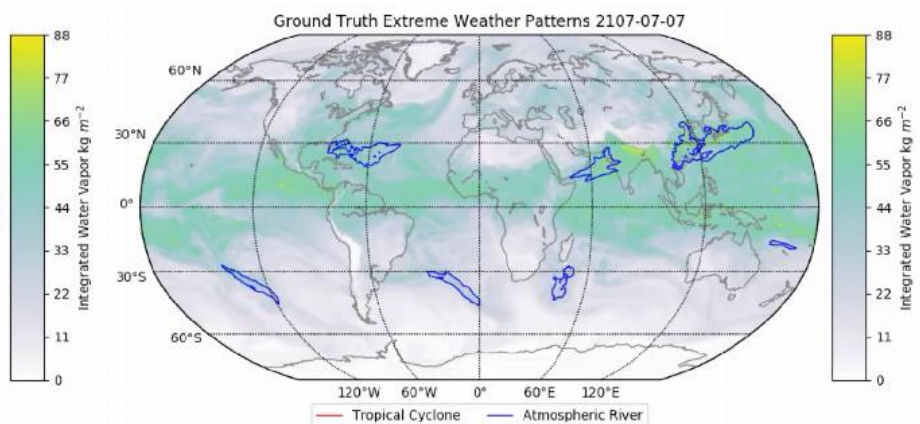 Ground Truth Extreme Weather Patterns 2107-07-07
88
77
66
55
44
33
22
11
0
Integrated Water Vapor kg m⁻²
60°N
30°N
0°
30°S
60°S
120°W 60°W 0° 60°E 120°E
88
77
66
55
44
33
22
11
0
Integrated Water Vapor kg m⁻²
Tropical Cyclone Atmospheric River